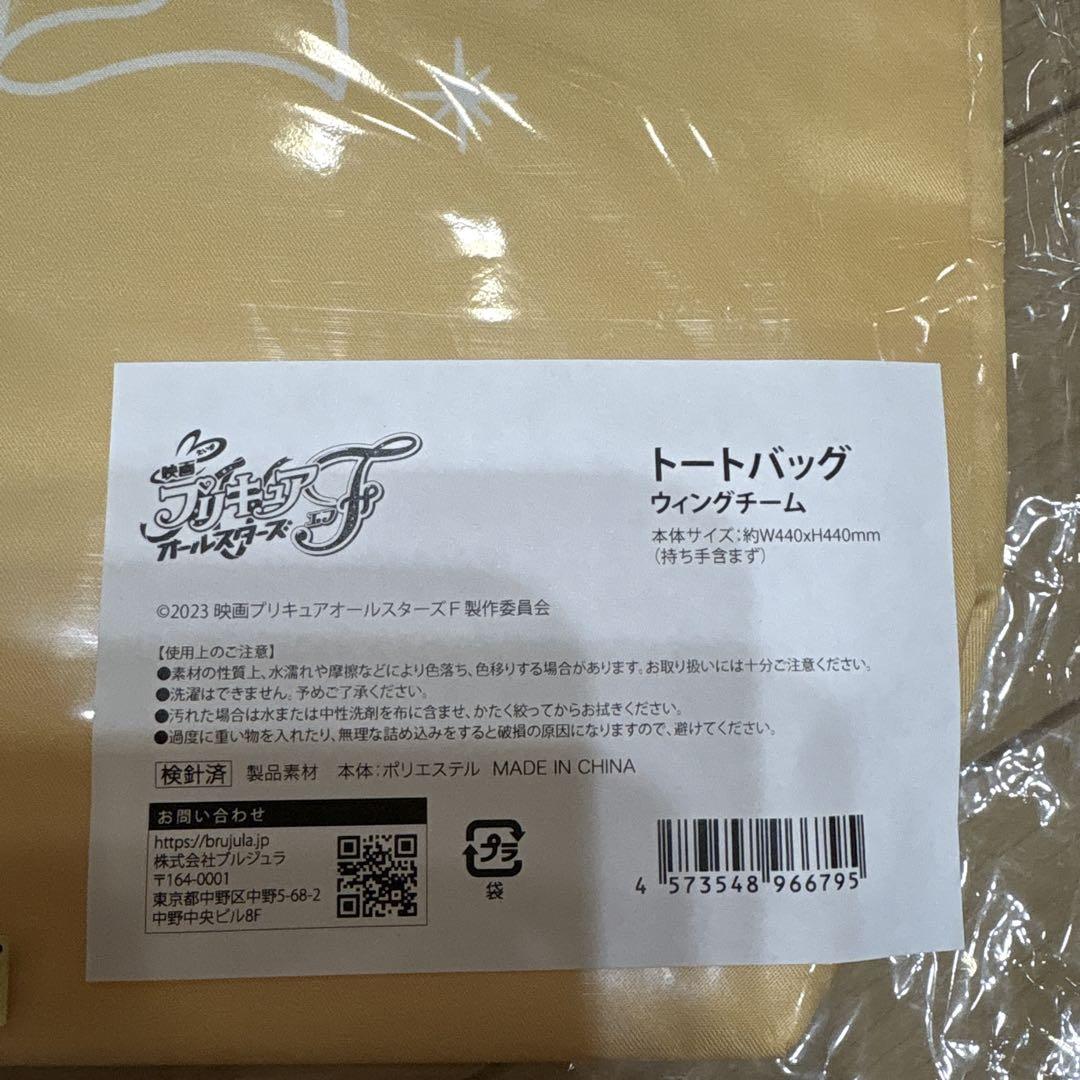 映画
えいが
プリキュア
オールスターズ
エフ
F
トートバッグ
ウィングチーム
本体サイズ:約W440xH440mm
(持ち手含まず)
©2023 映画プリキュアオールスターズF製作委員会
【使用上のご注意】
●素材の性質上、水濡れや摩擦などにより色落ち、色移りする場合があります。お取り扱いには十分ご注意ください。
●洗濯はできません。予めご了承ください。
●汚れた場合は水または中性洗剤を布に含ませ、かたく絞ってからお拭きください。
●過度に重い物を入れたり、無理な詰め込みをすると破損の原因になりますので、避けてください。
検針済 製品素材 本体:ポリエステル MADE IN CHINA
お問い合わせ
https://brujula.jp
株式会社ブルジュラ
〒164-0001
東京都中野区中野5-68-2
中野中央ビル8F
プラ
袋
4 573548 966795